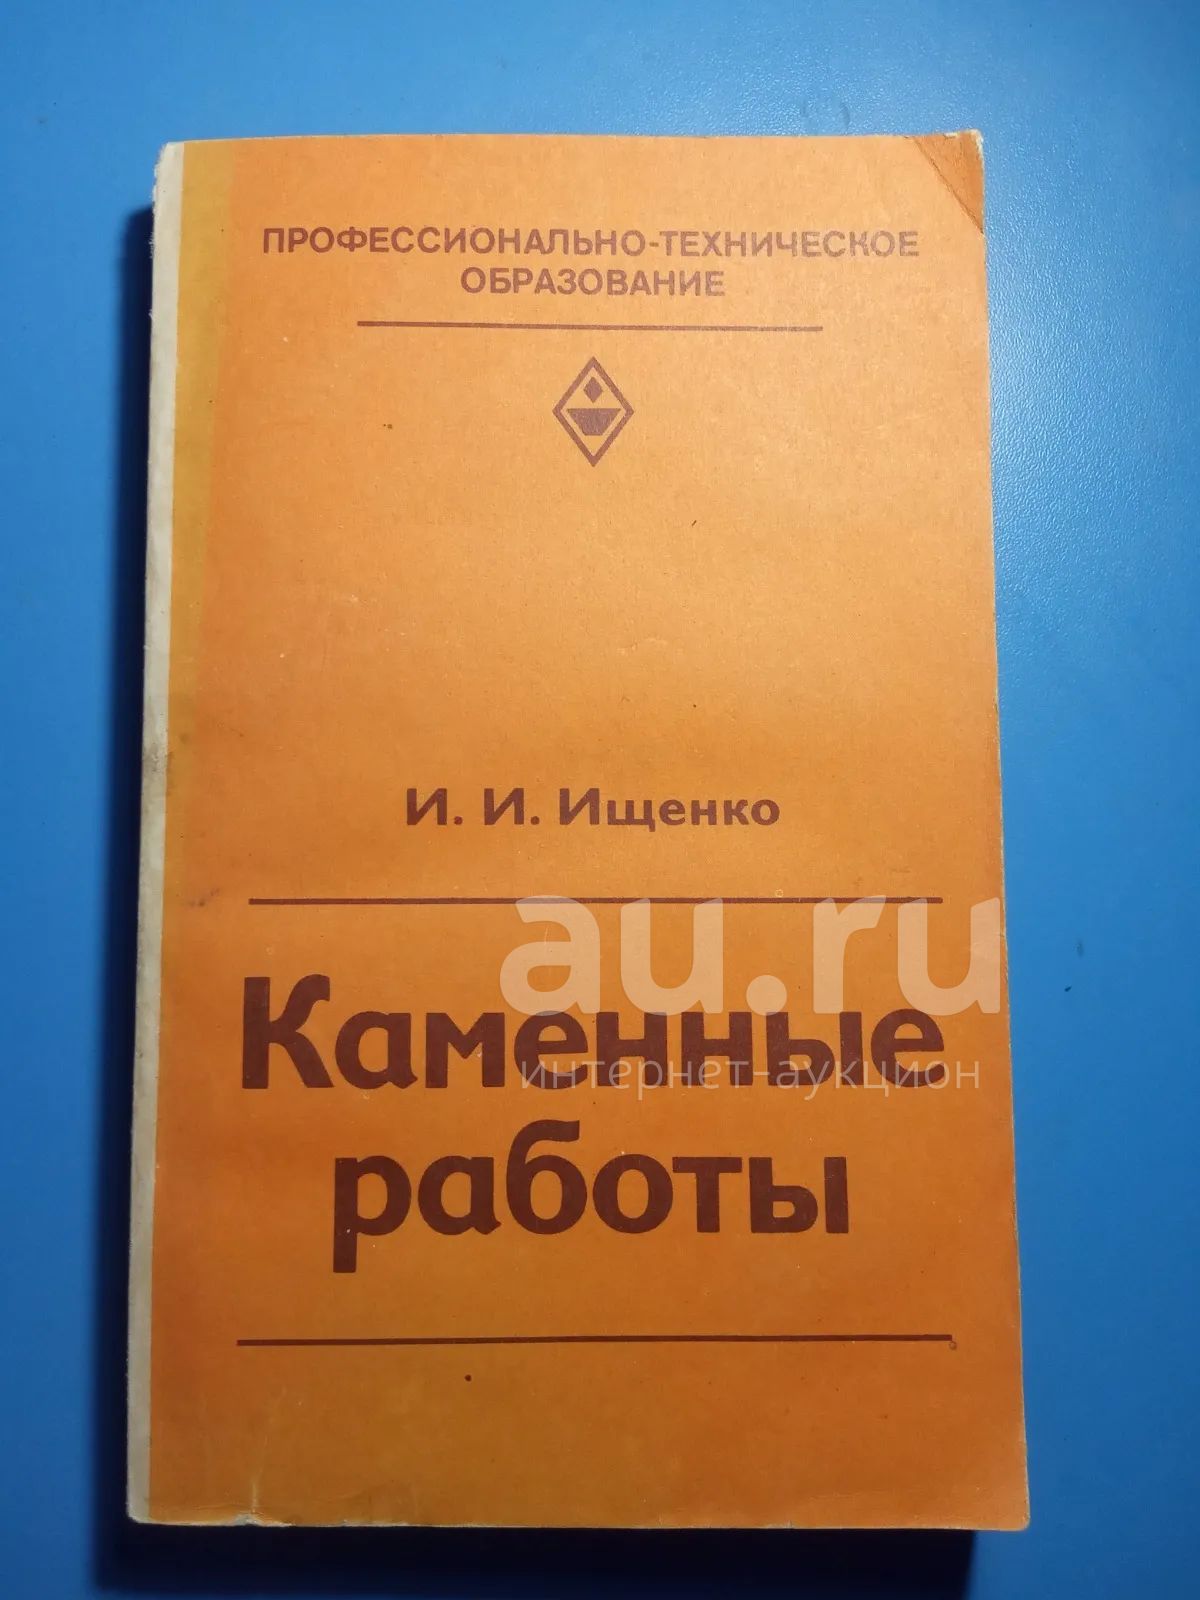 ПРОФЕССИОНАЛЬНО-ТЕХНИЧЕСКОЕ
ОБРАЗОВАНИЕ
И. И. Ищенко
au.ru
Каменные
интернет-аукцион
работы